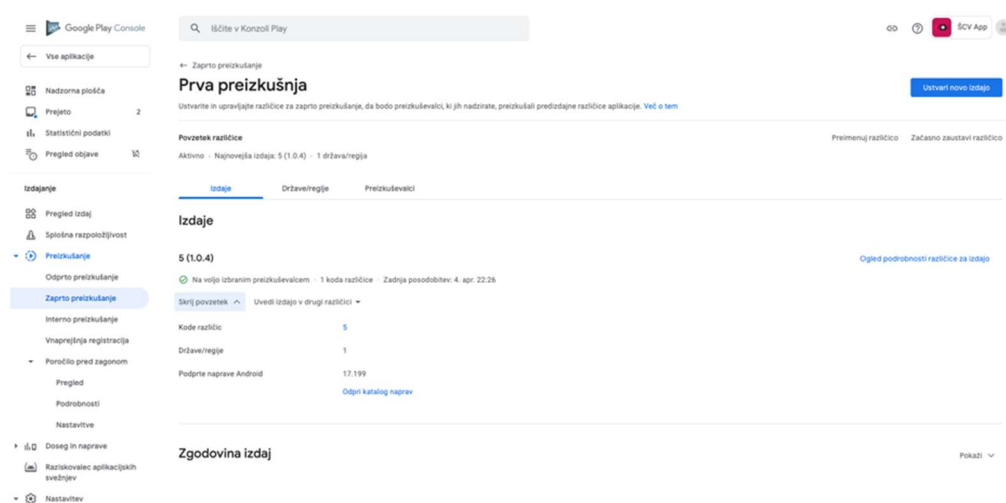 Google Play Console
Iščite v Konzoli Play
ŠCV App
Vse aplikacije
Nadzorna plošča
Prejeto 2
Statistični podatki
Pregled objave
Izdajanje
Pregled izdaj
Splošna razpoložljivost
Preizkušanje
Odprto preizkušanje
Zaprto preizkušanje
Interno preizkušanje
Vnaprejšnja registracija
Poročilo pred zagonom
Pregled
Podrobnosti
Nastavitve
Doseg in naprave
Raziskovalec aplikacijskih
svežnjev
Nastavitev
Zaprto preizkušanje
Prva preizkušnja
Ustvari novo izdajo
Ustvarite in upravljajte različice za zaprto preizkušanje, da bodo preizkuševalci, ki jih nadzirate, preizkušali predizdajne različice aplikacije. Več o tem
Povzetek različice
Preimenuj različico Začasno zaustavi različico
Aktivno · Najnovejša izdaja: 5 (1.0.4) · 1 država/regija
Izdaje Države/regije Preizkuševalci
Izdaje
5 (1.0.4)
Ogled podrobnosti različice za izdajo
Na voljo izbranim preizkuševalcem · 1 koda različice · Zadnja posodobitev: 4. apr. 22:26
Skrij povzetek Uvedi izdajo v drugi različici
Kode različic 5
Države/regije 1
Podprte naprave Android 17.199
Odpri katalog naprav
Zgodovina izdaj
Pokaži